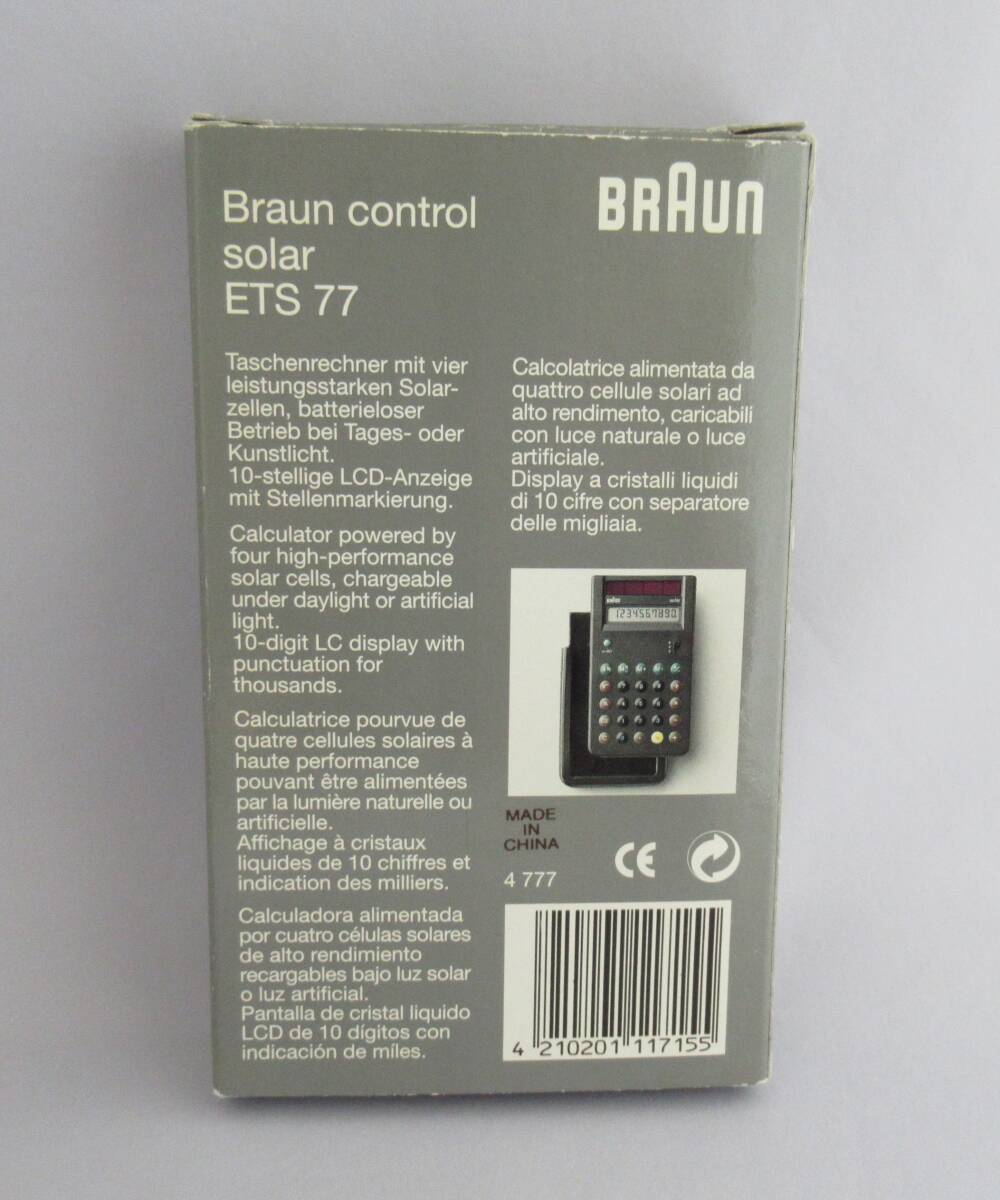 Braun control
solar
ETS 77
BRAUN
Taschenrechner mit vier
leistungsstarken Solar-
zellen, batterieloser
Betrieb bei Tages- oder
Kunstlicht.
10-stellige LCD-Anzeige
mit Stellenmarkierung.
Calculator powered by
four high-performance
solar cells, chargeable
under daylight or artificial
light.
10-digit LC display with
punctuation for
thousands.
Calculatrice pourvue de
quatre cellules solaires à
haute performance
pouvant être alimentées
par la lumière naturelle ou
artificielle.
Affichage à cristaux
liquides de 10 chiffres et
indication des milliers.
Calculadora alimentada
por cuatro células solares
de alto rendimiento
recargables bajo luz solar
o luz artificial.
Pantalla de cristal liquido
LCD de 10 dígitos con
indicación de míles.
Calcolatrice alimentata da
quattro cellule solari ad
alto rendimento, caricabili
con luce naturale o luce
artificiale.
Display a cristalli liquidi
di 10 cifre con separatore
delle migliaia.
1234567890
MADE
IN
CHINA
CE
4 777
4 210201 117155